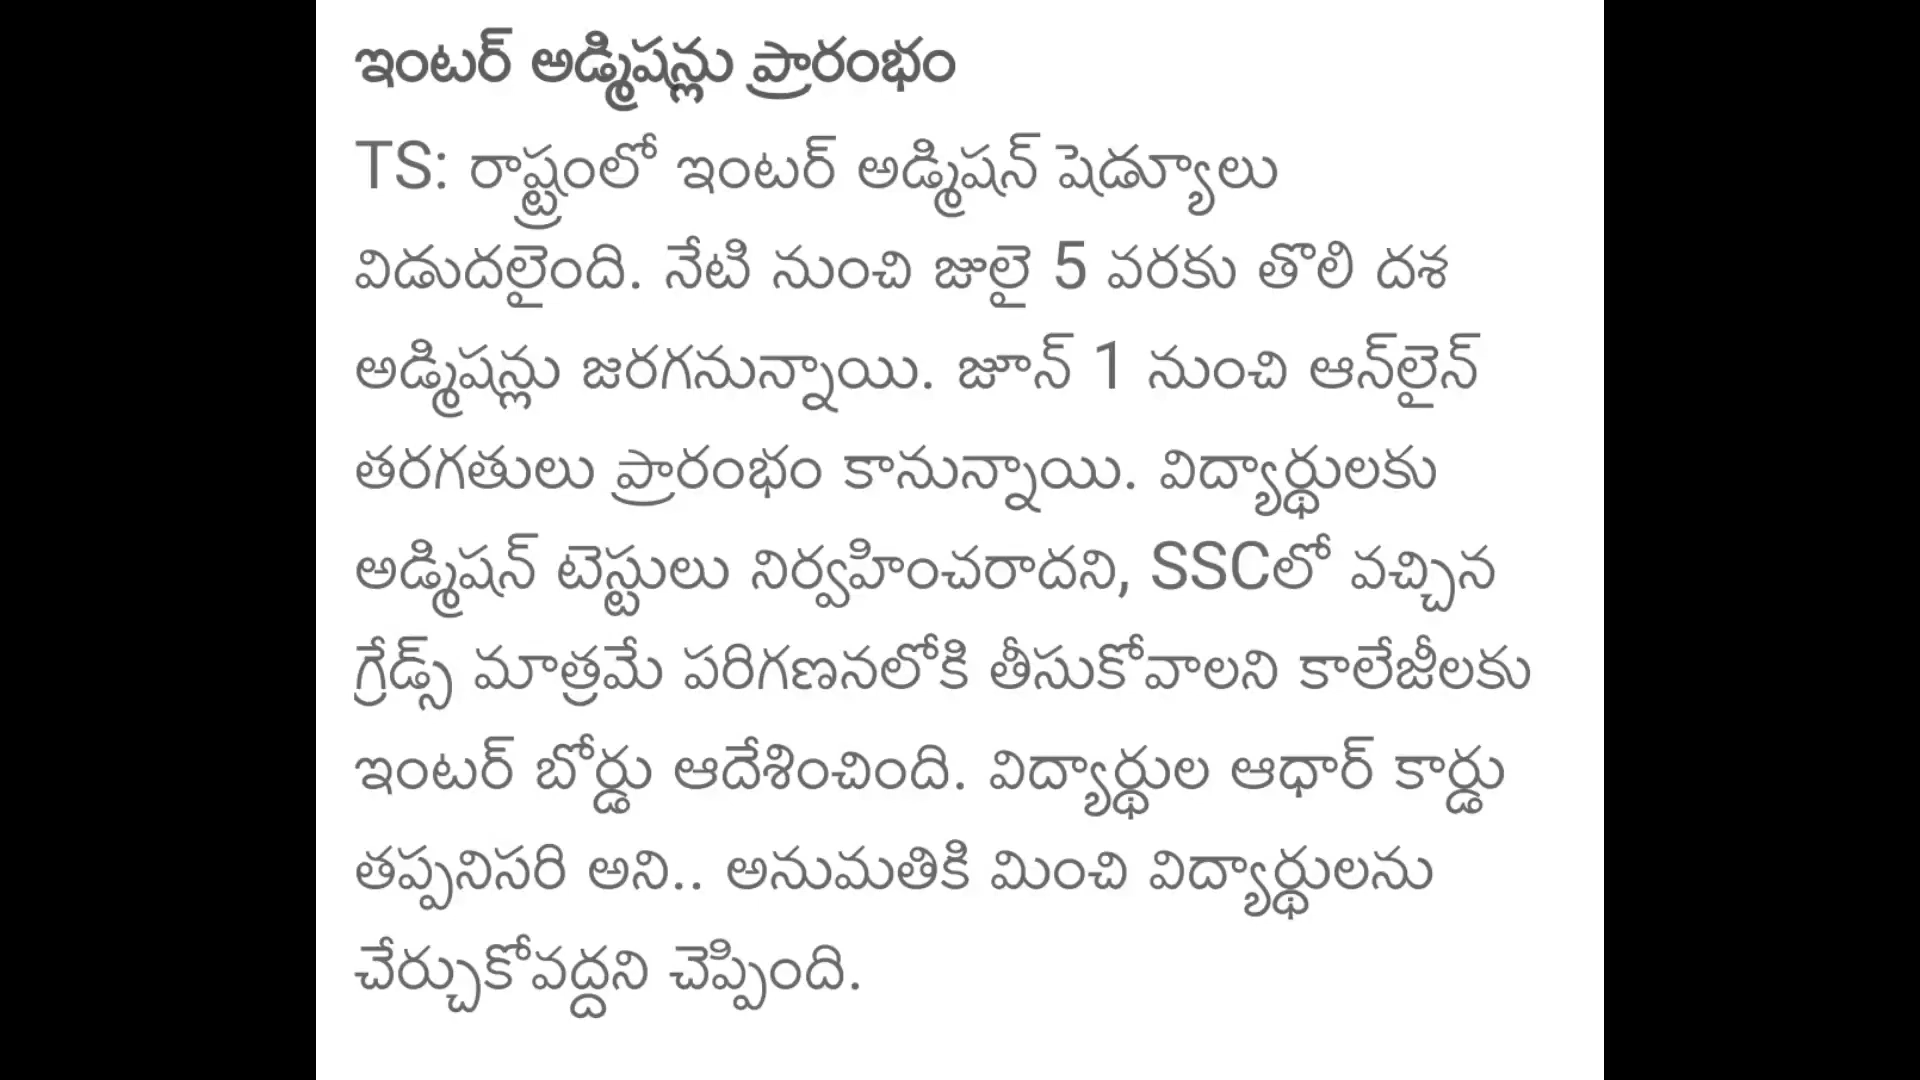 ఇంటర్ అడ్మిషన్లు ప్రారంభం
TS: రాష్ట్రంలో ఇంటర్ అడ్మిషన్ షెడ్యూలు
విడుదలైంది. నేటి నుంచి జులై 5 వరకు తొలి దశ
అడ్మిషన్లు జరగనున్నాయి. జూన్ 1 నుంచి ఆన్‌లైన్
తరగతులు ప్రారంభం కానున్నాయి. విద్యార్థులకు
అడ్మిషన్ టెస్టులు నిర్వహించరాదని, SSCలో వచ్చిన
గ్రేడ్స్ మాత్రమే పరిగణనలోకి తీసుకోవాలని కాలేజీలకు
ఇంటర్ బోర్డు ఆదేశించింది. విద్యార్థుల ఆధార్ కార్డు
తప్పనిసరి అని.. అనుమతికి మించి విద్యార్థులను
చేర్చుకోవద్దని చెప్పింది.